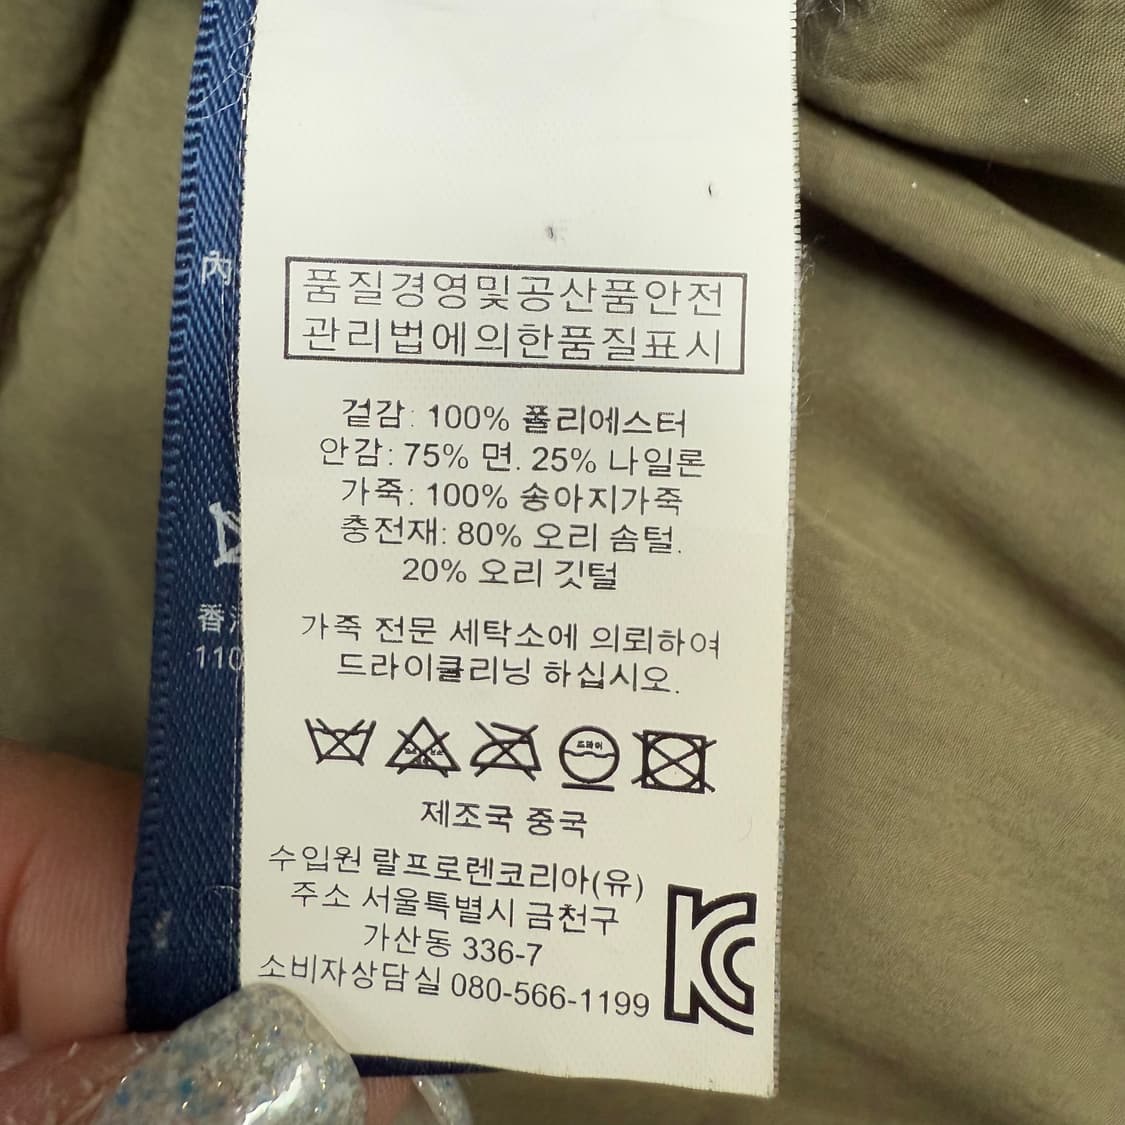 품질경영및공산품안전
관리법에의한품질표시
겉감: 100% 폴리에스터
안감: 75% 면. 25% 나일론
가죽: 100% 송아지가죽
충전재: 80% 오리 솜털.
20% 오리 깃털
가죽 전문 세탁소에 의뢰하여
드라이클리닝 하십시오.
드라이
제조국 중국
수입원 랄프로렌코리아(유)
주소 서울특별시 금천구
가산동 336-7
소비자상담실 080-566-1199
KC
內
香港
110